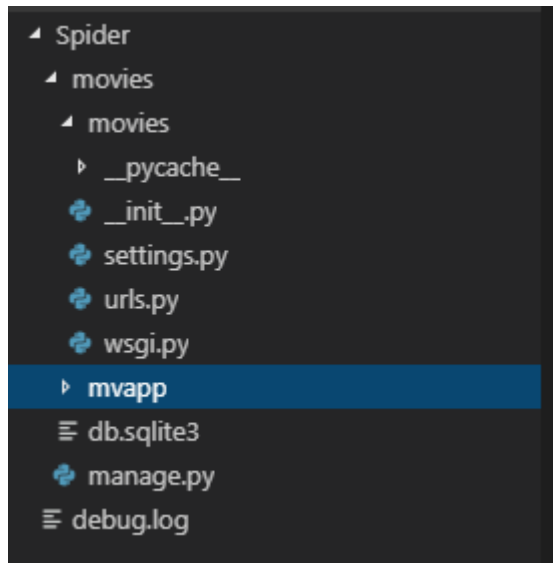 Spider
movies
movies
__pycache__
__init__.py
settings.py
urls.py
wsgi.py
mvapp
db.sqlite3
manage.py
debug.log